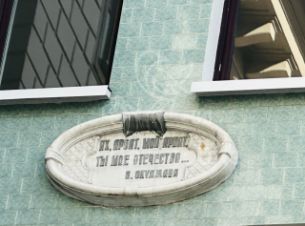 АХ, АРБАТ, МОЙ АРБАТ,
ТЫ МОЕ ОТЕЧЕСТВО...
Б. ОКУДЖАВА